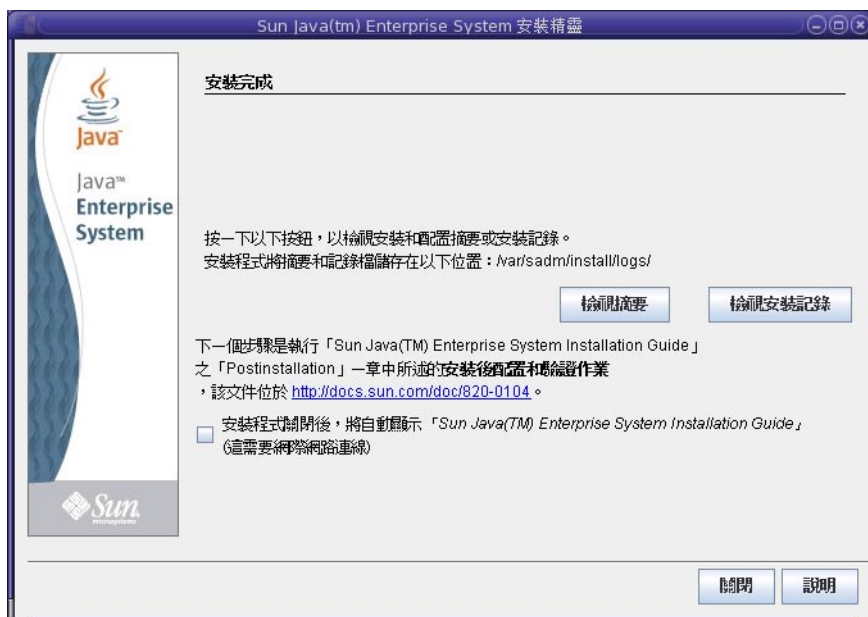 Sun Java(tm) Enterprise System 安裝精靈
安裝完成
Java™
Java™
Enterprise
System
按一下以下按鈕，以檢視安裝和配置摘要或安裝記錄。
安裝程式將摘要和記錄檔儲存在以下位置：/var/sadm/install/logs/
檢視摘要
檢視安裝記錄
下一個步驟是執行「Sun Java(TM) Enterprise System Installation Guide」
之「Postinstallation」一章中所述的安裝後配置和驗證作業
，該文件位於 http://docs.sun.com/doc/820-0104。
安裝程式關閉後，將自動顯示「Sun Java(TM) Enterprise System Installation Guide」
(這需要網際網路連線)
Sun
microsystems
關閉
說明